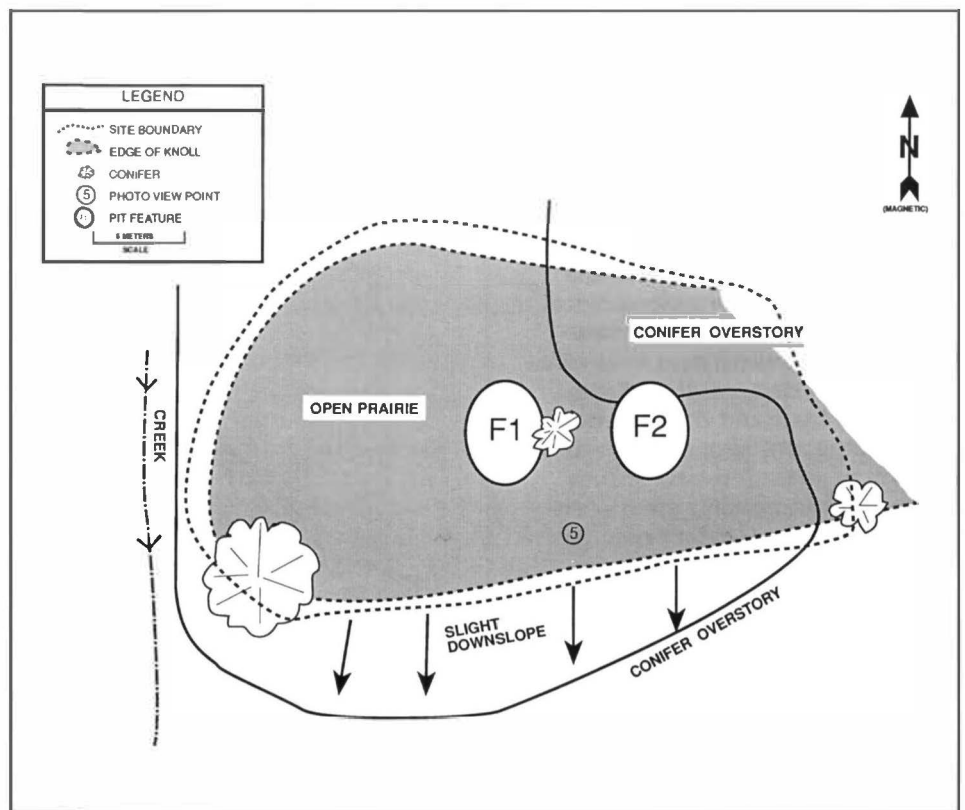 LEGEND
SITE BOUNDARY
EDGE OF KNOLL
CONIFER
5 PHOTO VIEW POINT
PIT FEATURE
5 METERS
SCALE
N
(MAGNETIC)
CONIFER OVERSTORY
OPEN PRAIRIE
F1
F2
CREEK
5
SLIGHT
DOWNSLOPE
CONIFER OVERSTORY